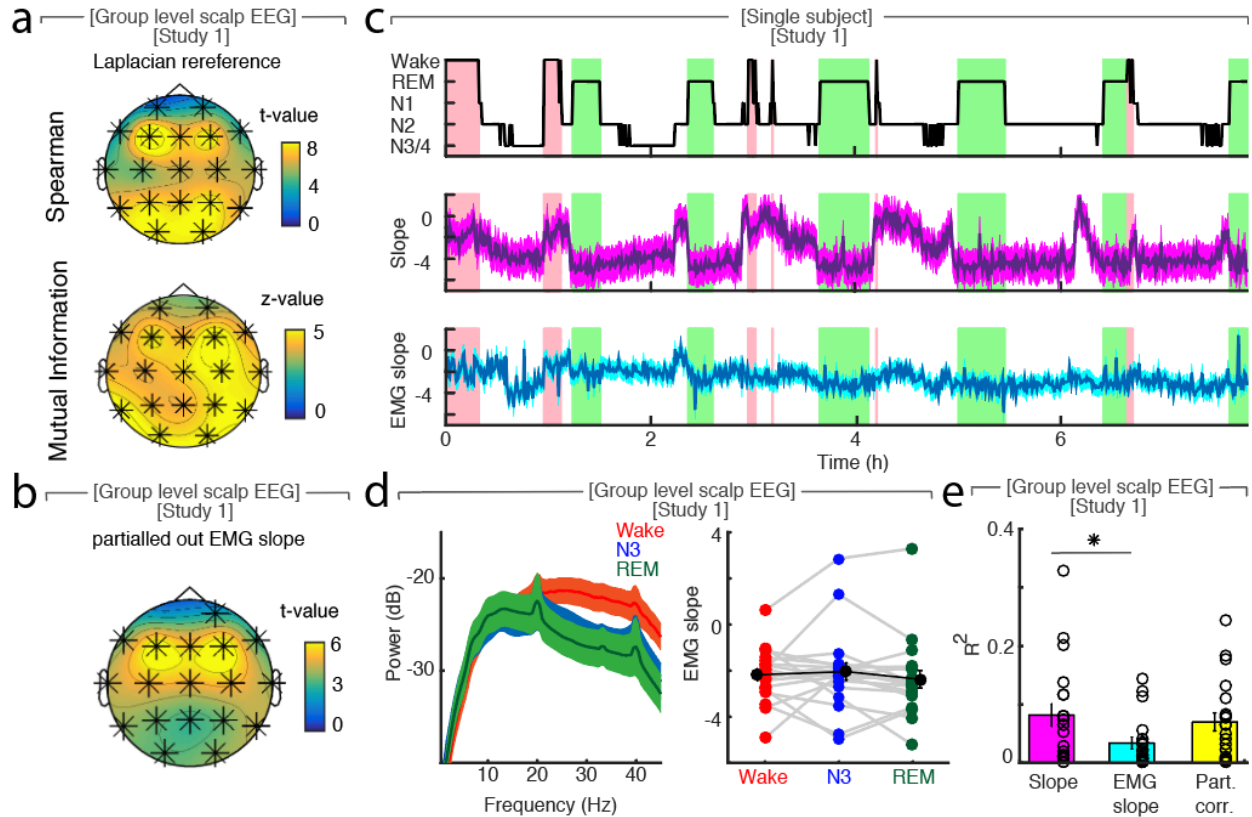 a
[Group level scalp EEG]
[Study 1]
Laplacian rereference
Spearman
t-value
8
4
0
Mutual Information
z-value
5
0
b
[Group level scalp EEG]
[Study 1]
partialled out EMG slope
t-value
6
3
0
c
[Single subject]
[Study 1]
Wake
REM
N1
N2
N3/4
Slope
0
-4
EMG slope
0
-4
0 2 4 6
Time (h)
d
[Group level scalp EEG]
[Study 1]
Wake
N3
REM
Power (dB)
-20
-30
10 20 30 40
Frequency (Hz)
EMG slope
4
0
-4
Wake N3 REM
e
[Group level scalp EEG]
[Study 1]
*
R²
0.4
0.2
0
Slope EMG slope Part. corr.